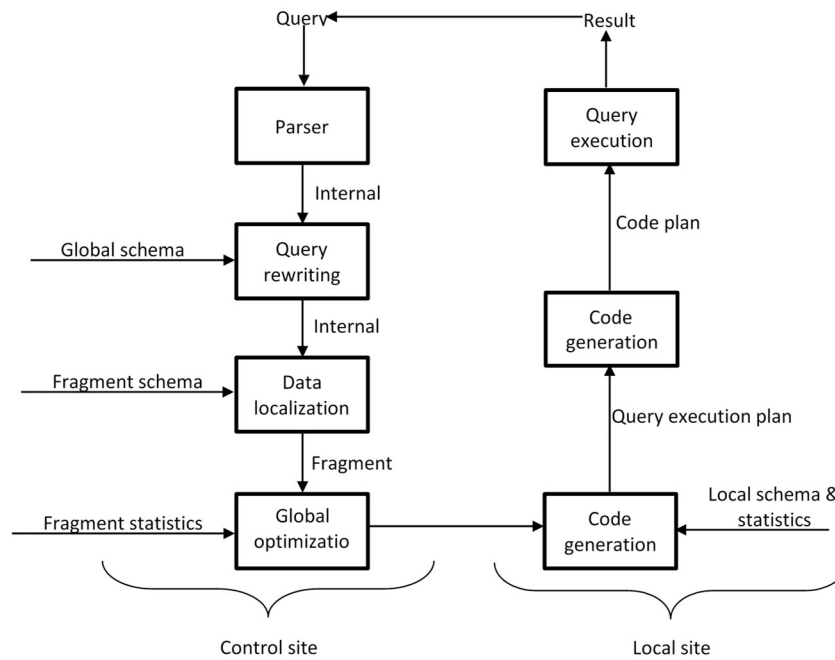 Query
Result
Parser
Query
execution
Internal
Code plan
Global schema
Query
rewriting
Internal
Code
generation
Fragment schema
Data
localization
Query execution plan
Fragment
Fragment statistics
Global
optimizatio
Code
generation
Local schema &
statistics
Control site
Local site